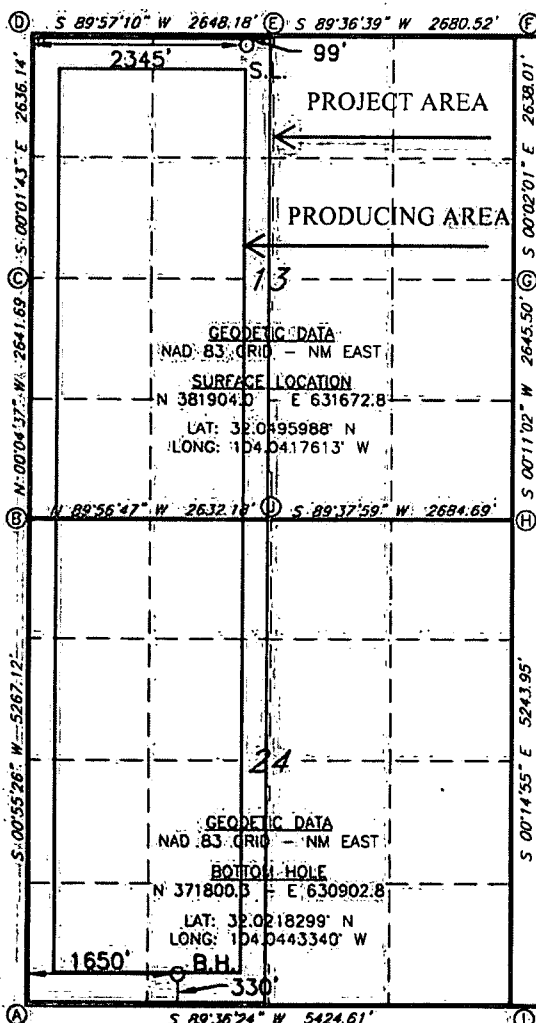 D S 89°57'10" W 2648.18' E S 89°36'39" W 2680.52' F
99'
2345'
S.L.
PROJECT AREA
S 00°01'43" E 2636.14'
S 00°02'01" E 2638.01'
PRODUCING AREA
C 13 G
GEODETIC DATA
NAD 83 GRID - NM EAST
SURFACE LOCATION
N 381904.0 - E 631672.8
LAT: 32.0495988° N
LONG: 104.0417613° W
N 00°04'37" W 2641.69
S 00°11'02" W 2645.50'
B N 89°56'47" W 2632.18' J S 89°37'59" W 2684.69' H
S 00°55'26" W 5267.12'
S 00°14'55" E 5243.95'
24
GEODETIC DATA
NAD 83 GRID - NM EAST
BOTTOM HOLE
N 371800.3 - E 630902.8
LAT: 32.0218299° N
LONG: 104.0443340° W
1650' B.H.
330'
A S 89°36'24" W 5424.61' I